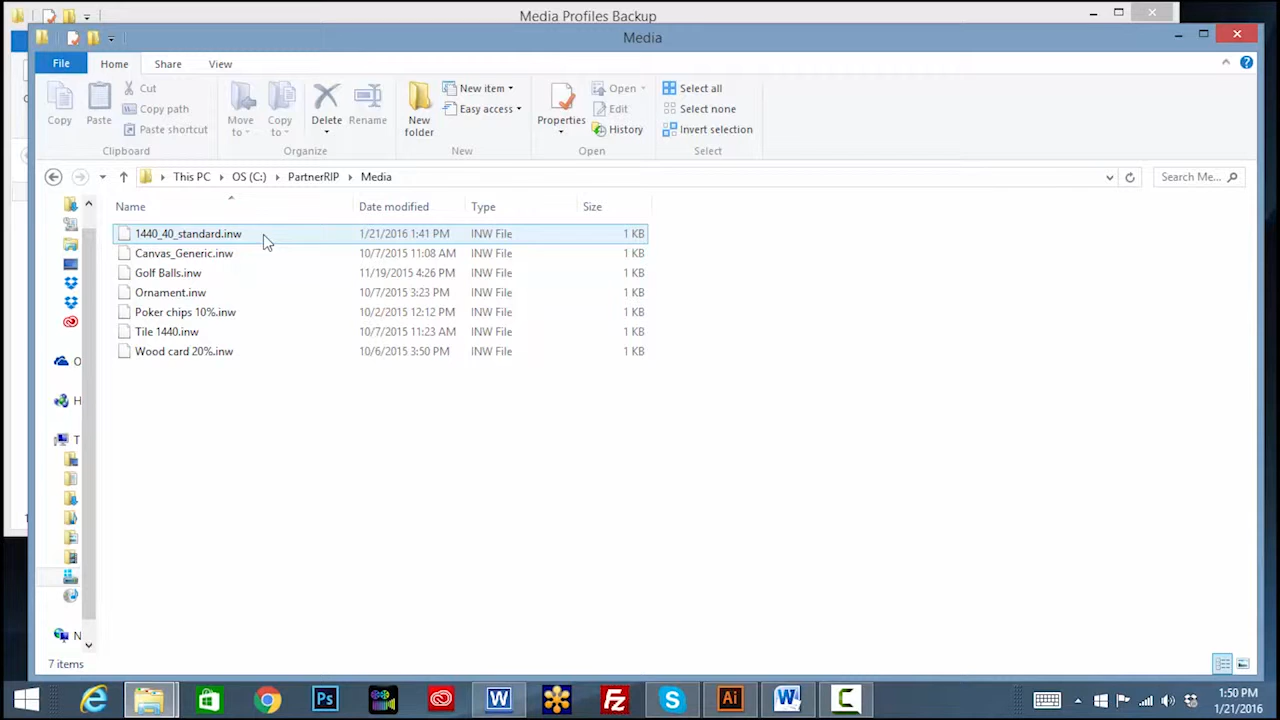 Media Profiles Backup
Media
File Home Share View
Copy
Paste
Cut
Copy path
Paste shortcut
Clipboard
Move to
Copy to
Delete
Rename
Organize
New folder
New item
Easy access
New
Properties
Open
Edit
History
Open
Select all
Select none
Invert selection
Select
This PC OS (C:) PartnerRIP Media
Search Me...
Name Date modified Type Size
1440_40_standard.inw 1/21/2016 1:41 PM INW File 1 KB
Canvas_Generic.inw 10/7/2015 11:08 AM INW File 1 KB
Golf Balls.inw 11/19/2015 4:26 PM INW File 1 KB
Ornament.inw 10/7/2015 3:23 PM INW File 1 KB
Poker chips 10%.inw 10/2/2015 12:12 PM INW File 1 KB
Tile 1440.inw 10/7/2015 11:23 AM INW File 1 KB
Wood card 20%.inw 10/6/2015 3:50 PM INW File 1 KB
O
H
T
N
7 items
Ps
W
Fz
S
Ai
W
C
1:50 PM
1/21/2016